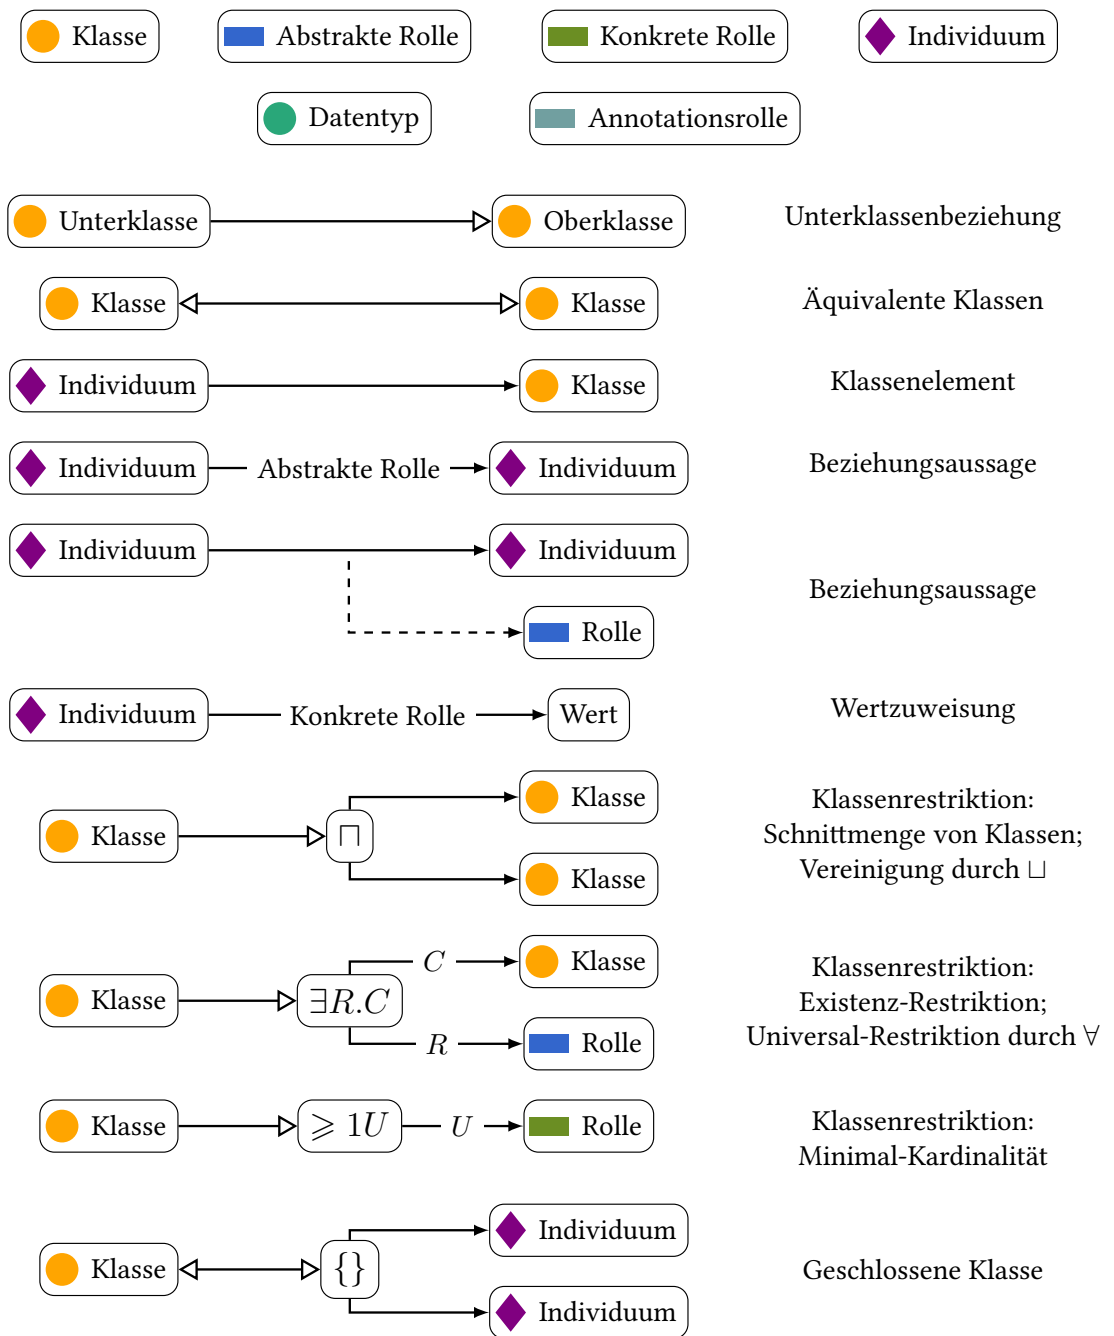 Klasse Abstrakte Rolle Konkrete Rolle Individuum
Datentyp Annotationsrolle
Unterklasse Oberklasse Unterklassenbeziehung
Klasse Klasse Äquivalente Klassen
Individuum Klasse Klassenelement
Individuum Abstrakte Rolle Individuum Beziehungsaussage
Individuum Individuum
Beziehungsaussage
Rolle
Individuum Konkrete Rolle Wert Wertzuweisung
Klasse
Klasse ⊓
Klasse
Klassenrestriktion:
Schnittmenge von Klassen;
Vereinigung durch ⊔
C Klasse
Klasse ∃R.C
R Rolle
Klassenrestriktion:
Existenz-Restriktion;
Universal-Restriktion durch ∀
Klasse ⩾ 1U U Rolle
Klassenrestriktion:
Minimal-Kardinalität
Individuum
Klasse {} Geschlossene Klasse
Individuum